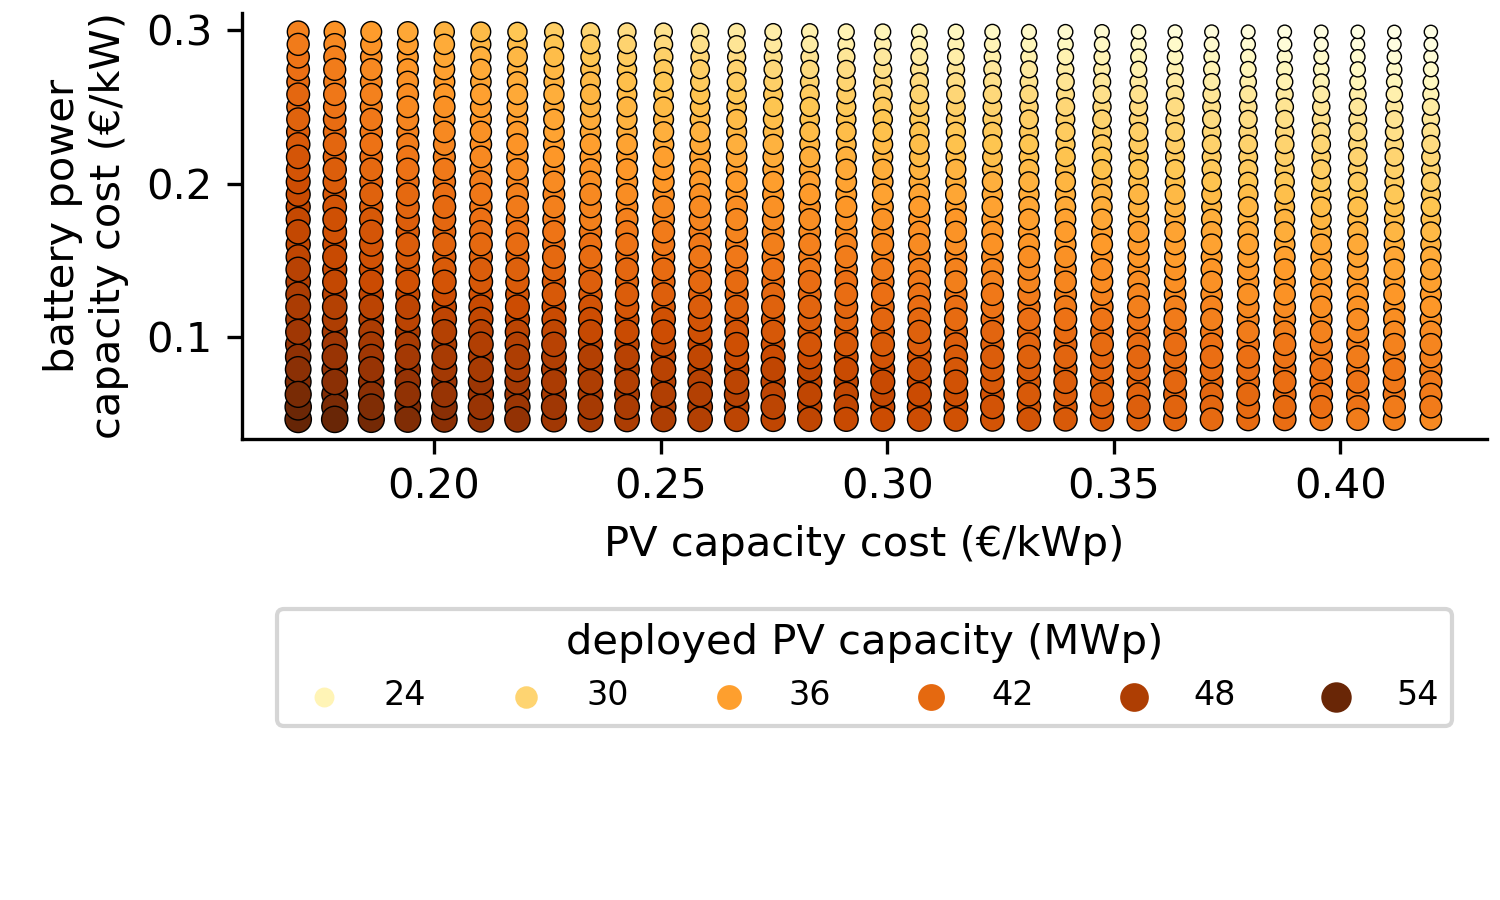 battery power
capacity cost (€/kW)
0.3
0.2
0.1
0.20 0.25 0.30 0.35 0.40
PV capacity cost (€/kWp)
deployed PV capacity (MWp)
24 30 36 42 48 54